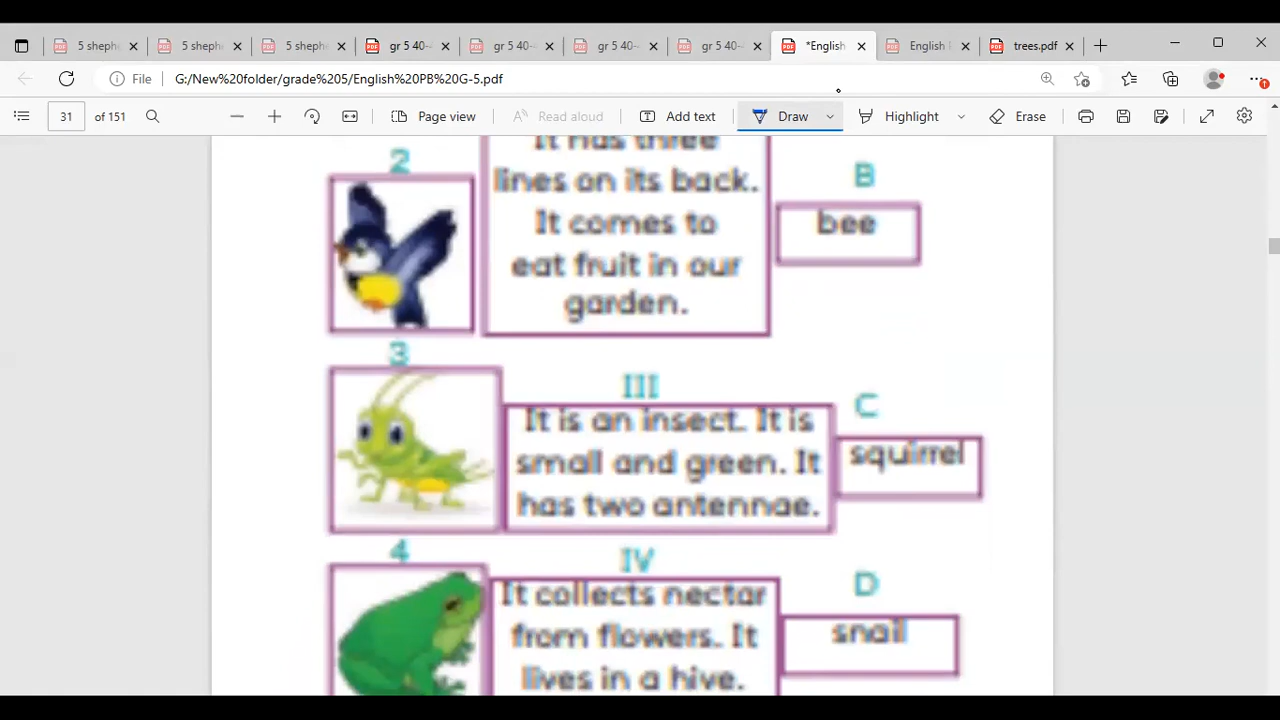 5 sheph
5 sheph
5 sheph
gr 5 40-
gr 5 40-
gr 5 40-
gr 5 40-
*English
English
trees.pdf
File
G:/New%20folder/grade%205/English%20PB%20G-5.pdf
31
of 151
Page view
Read aloud
Add text
Draw
Highlight
Erase
2
It has three
lines on its back.
It comes to
eat fruit in our
garden.
B
bee
3
III
It is an insect. It is
small and green. It
has two antennae.
C
squirrel
4
IV
It collects nectar
from flowers. It
lives in a hive.
D
snail